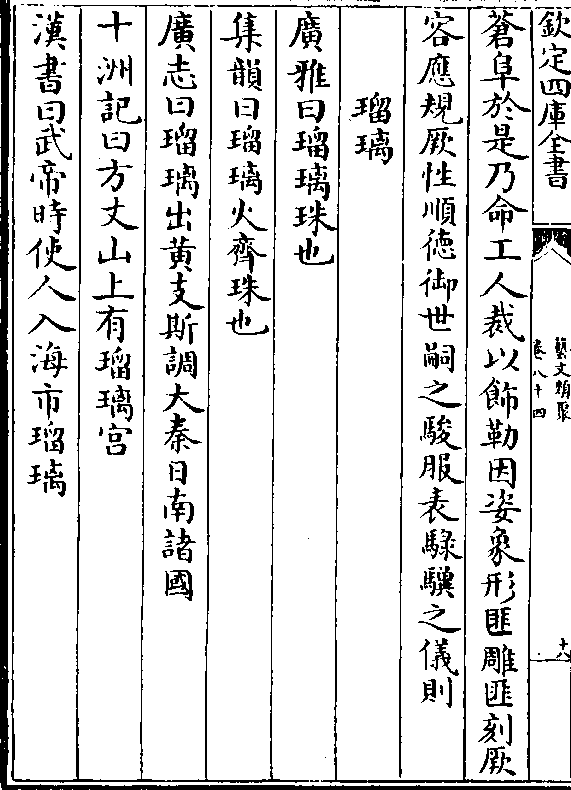 欽定四庫全書
藝文類聚
卷八十四
十八
蒼阜於是乃命工人裁以飾勒因姿象形匪雕匪刻厥
容應規厥性順德御世嗣之駿服表騄驥之儀則
瑠璃
廣雅曰瑠璃珠也
集韻曰瑠璃火齊珠也
廣志曰瑠璃出黄支斯調大秦日南諸國
十洲記曰方丈山上有瑠璃宫
漢書曰武帝時使人入海市瑠璃